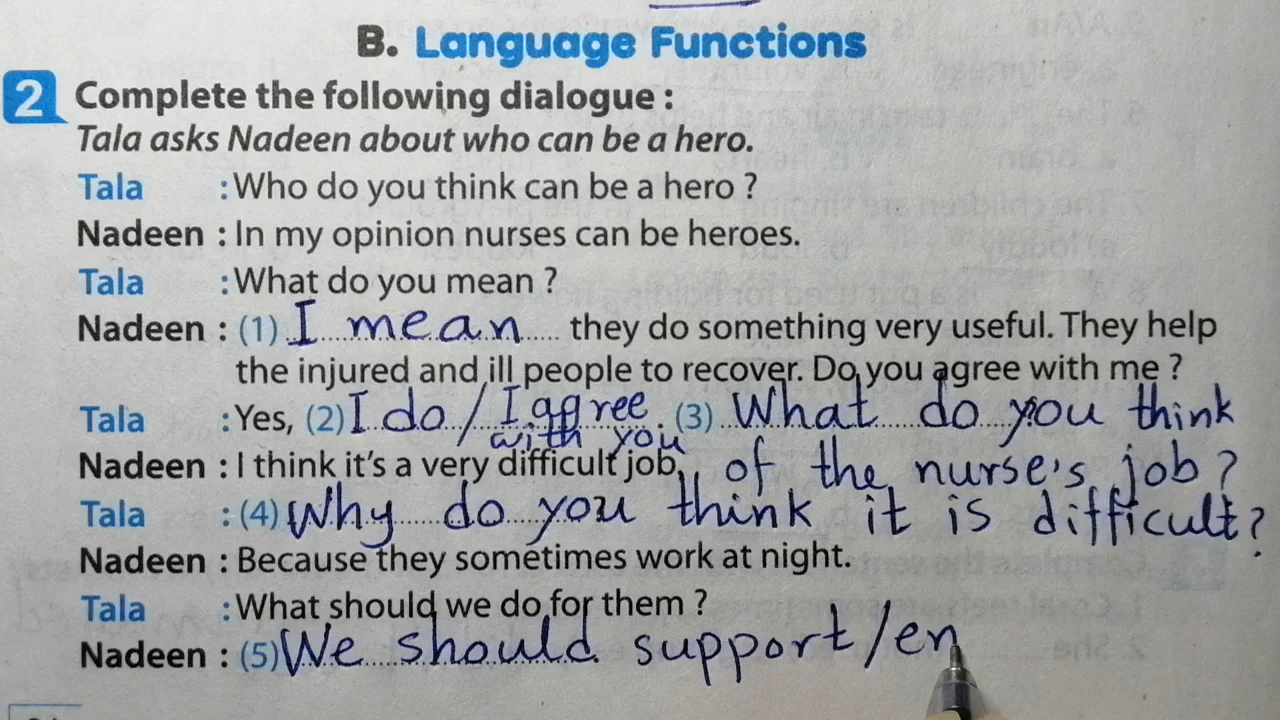 B. Language Functions
2 Complete the following dialogue :
Tala asks Nadeen about who can be a hero.
Tala : Who do you think can be a hero ?
Nadeen : In my opinion nurses can be heroes.
Tala : What do you mean ?
Nadeen : (1) I mean they do something very useful. They help
the injured and ill people to recover. Do you agree with me ?
Tala : Yes, (2) I do / I agree . (3) What do you think
with you
Nadeen : I think it's a very difficult job, of the nurse's job ?
Tala : (4) Why do you think it is difficult ?
Nadeen : Because they sometimes work at night.
Tala : What should we do for them ?
Nadeen : (5) We should support/en